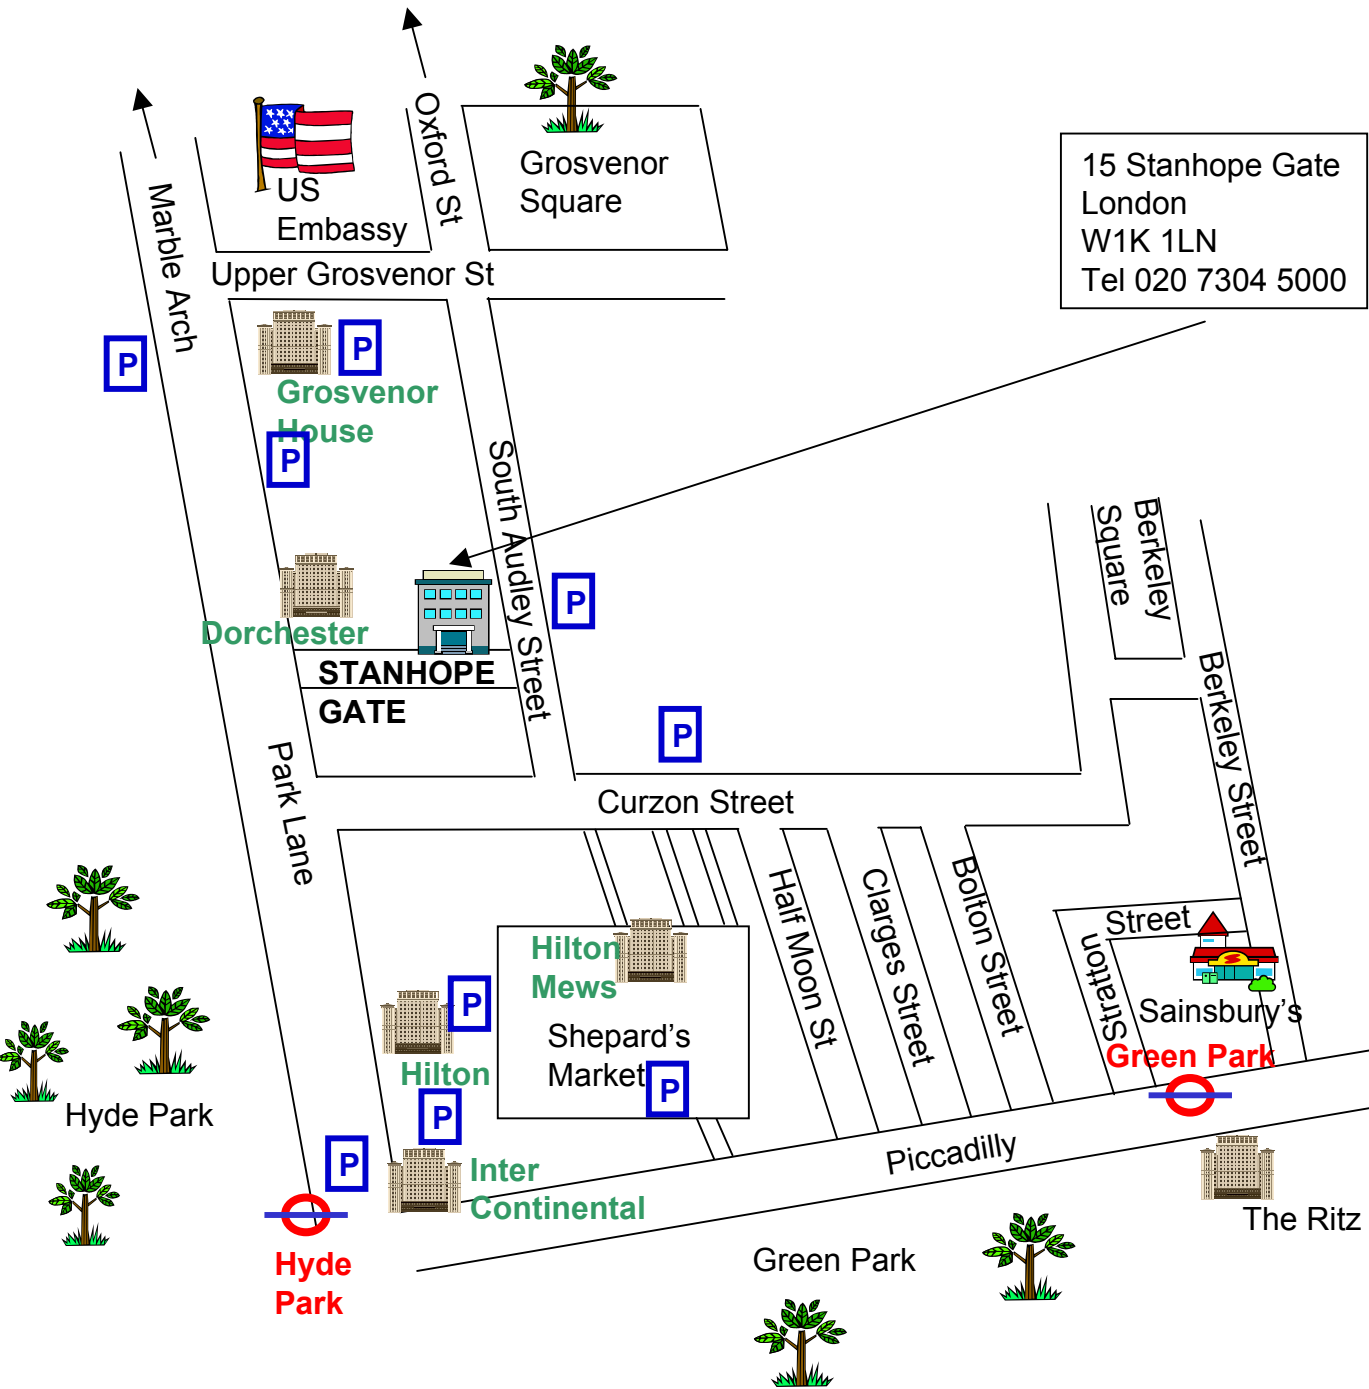 Oxford St
Grosvenor
Square
US
Embassy
Marble Arch
15 Stanhope Gate
London
W1K 1LN
Tel 020 7304 5000
Upper Grosvenor St
P
P
Grosvenor
House
P
South Audley Street
Berkeley
Square
P
Dorchester
STANHOPE
GATE
Berkeley Street
P
Park Lane
Curzon Street
Half Moon St
Clarges Street
Bolton Street
Stratton
Street
Hilton
Mews
P
Sainsbury's
Shepard's
Market
P
Hilton
Green Park
P
Hyde Park
Piccadilly
P
Inter
Continental
The Ritz
Green Park
Hyde
Park